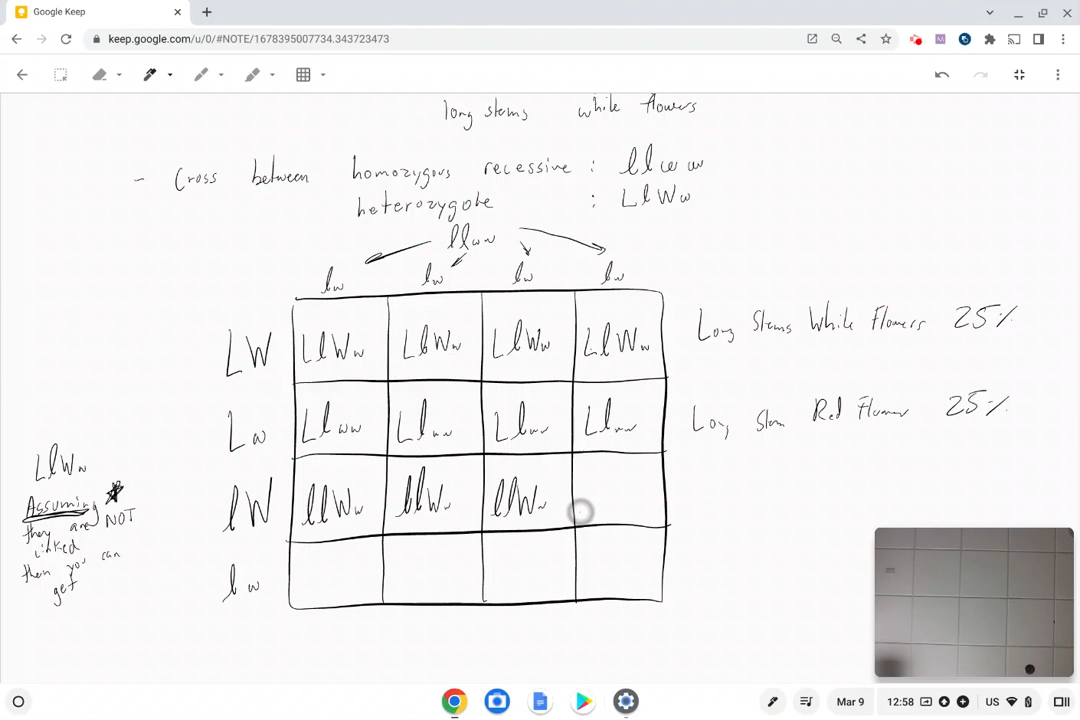 Google Keep
keep.google.com/u/0/#NOTE/1678395007734.343723473
long stems while flowers
- Cross between homozygous recessive : llww
heterozygote : LlWw
llww
lw lw lw lw
LW LlWw LlWw LlWw LlWw
Long Stems While Flowers 25%
Lw Llww Llww Llww Llww
Long Stem Red Flower 25%
LlWw
Assuming
they are NOT
linked
then you can
get
lW llWw llWw llWw
lw
Mar 9 12:58 US